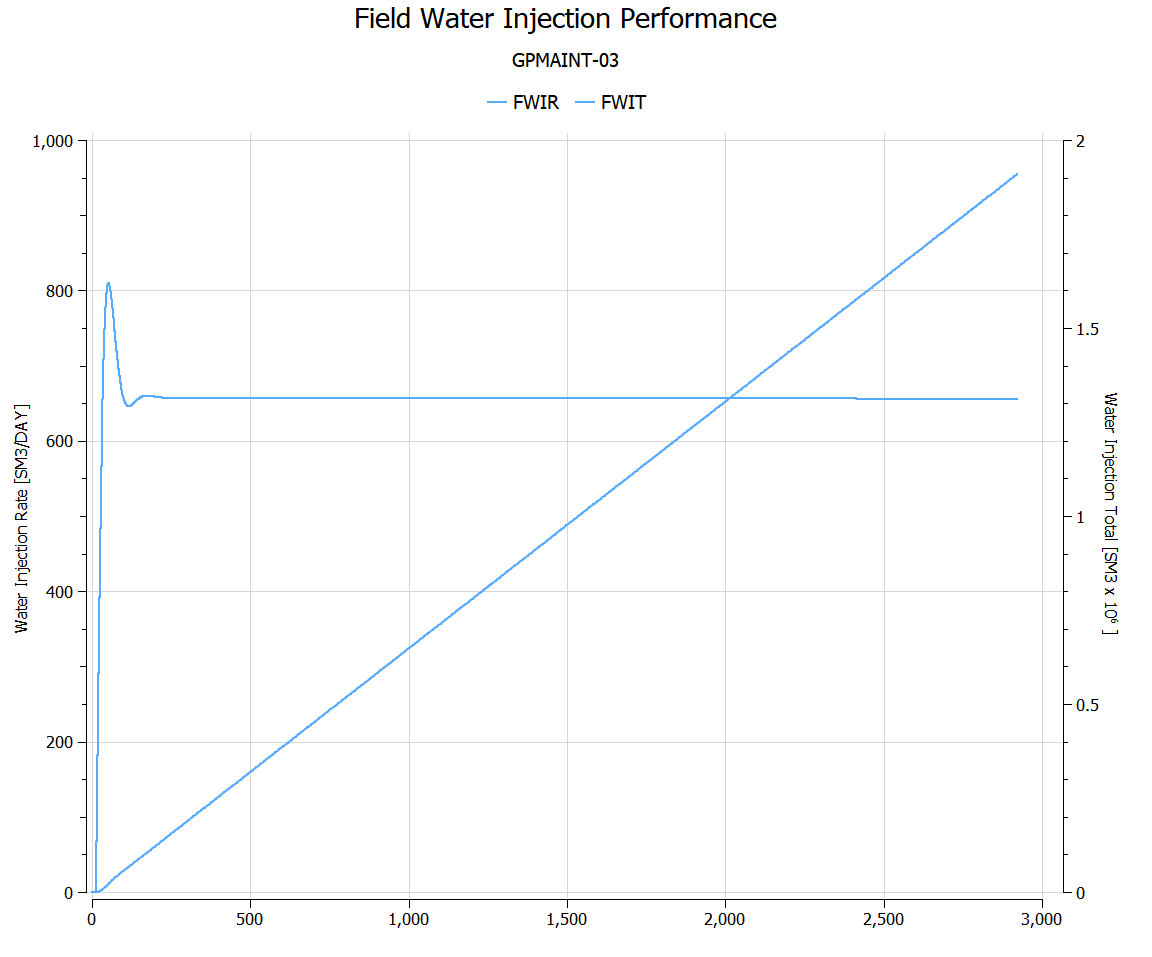 Field Water Injection Performance
GPMAINT-03
FWIR FWIT
1,000
800
600
400
200
0
Water Injection Rate [SM3/DAY]
2
1.5
1
0.5
0
Water Injection Total [SM3 x 10⁶ ]
0 500 1,000 1,500 2,000 2,500 3,000